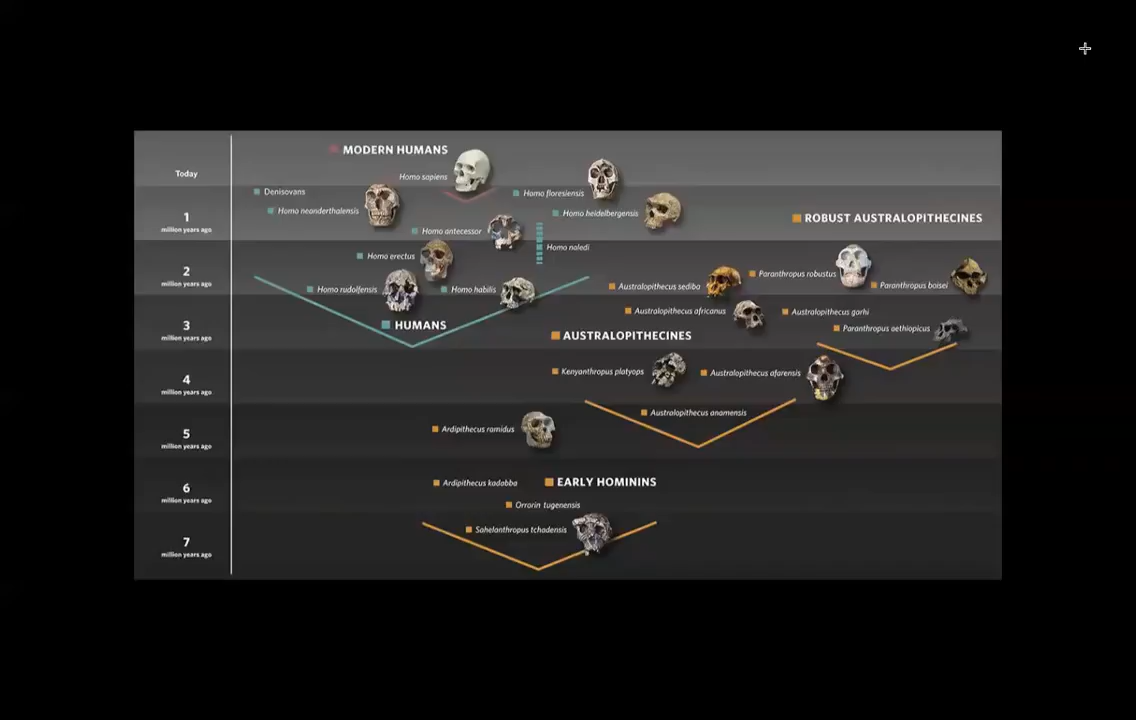 MODERN HUMANS
Today
Homo sapiens
Denisovans
Homo floresiensis
Homo neanderthalensis
Homo heidelbergensis
1
million years ago
ROBUST AUSTRALOPITHECINES
Homo antecessor
Homo naledi
Homo erectus
2
million years ago
Paranthropus robustus
Paranthropus boisei
Australopithecus sediba
Homo rudolfensis
Homo habilis
Australopithecus africanus
Australopithecus garhi
3
million years ago
HUMANS
Paranthropus aethiopicus
AUSTRALOPITHECINES
Kenyanthropus platyops
Australopithecus afarensis
4
million years ago
Australopithecus anamensis
Ardipithecus ramidus
5
million years ago
Ardipithecus kadabba
EARLY HOMININS
6
million years ago
Orrorin tugenensis
Sahelanthropus tchadensis
7
million years ago